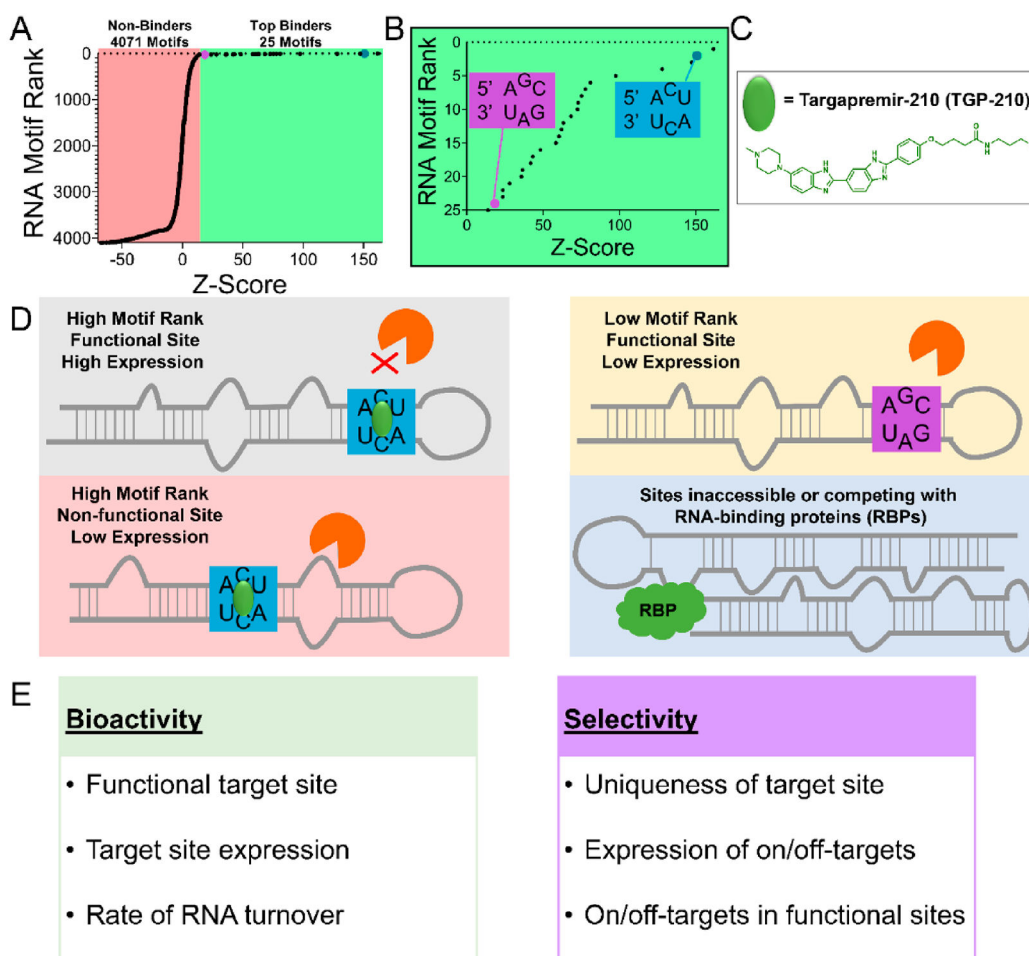 A
Non-Binders
4071 Motifs
Top Binders
25 Motifs
RNA Motif Rank
0
1000
2000
3000
4000
-50
0
50
100
150
Z-Score
B
RNA Motif Rank
0
5
10
15
20
25
0
50
100
150
Z-Score
5' AGC
3' UAG
5' ACU
3' UCA
C
= Targapremir-210 (TGP-210)
N
N
H
N
N
H
N
N
O
O
NH
D
High Motif Rank
Functional Site
High Expression
ACU
UCA
Low Motif Rank
Functional Site
Low Expression
AGC
UAG
High Motif Rank
Non-functional Site
Low Expression
ACU
UCA
Sites inaccessible or competing with
RNA-binding proteins (RBPs)
RBP
E
Bioactivity
• Functional target site
• Target site expression
• Rate of RNA turnover
Selectivity
• Uniqueness of target site
• Expression of on/off-targets
• On/off-targets in functional sites